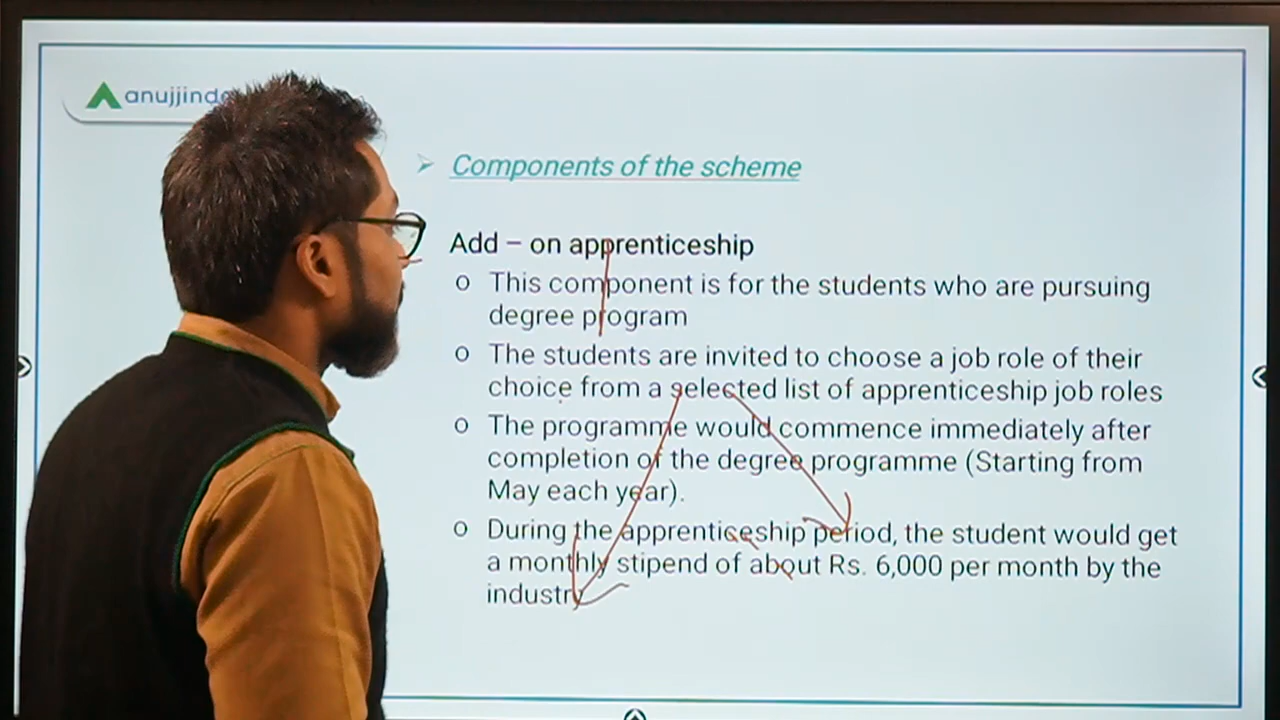 anujjind
Components of the scheme
Add – on apprenticeship
o This component is for the students who are pursuing
degree program
o The students are invited to choose a job role of their
choice from a selected list of apprenticeship job roles
o The programme would commence immediately after
completion of the degree programme (Starting from
May each year).
o During the apprenticeship period, the student would get
a monthly stipend of about Rs. 6,000 per month by the
industry